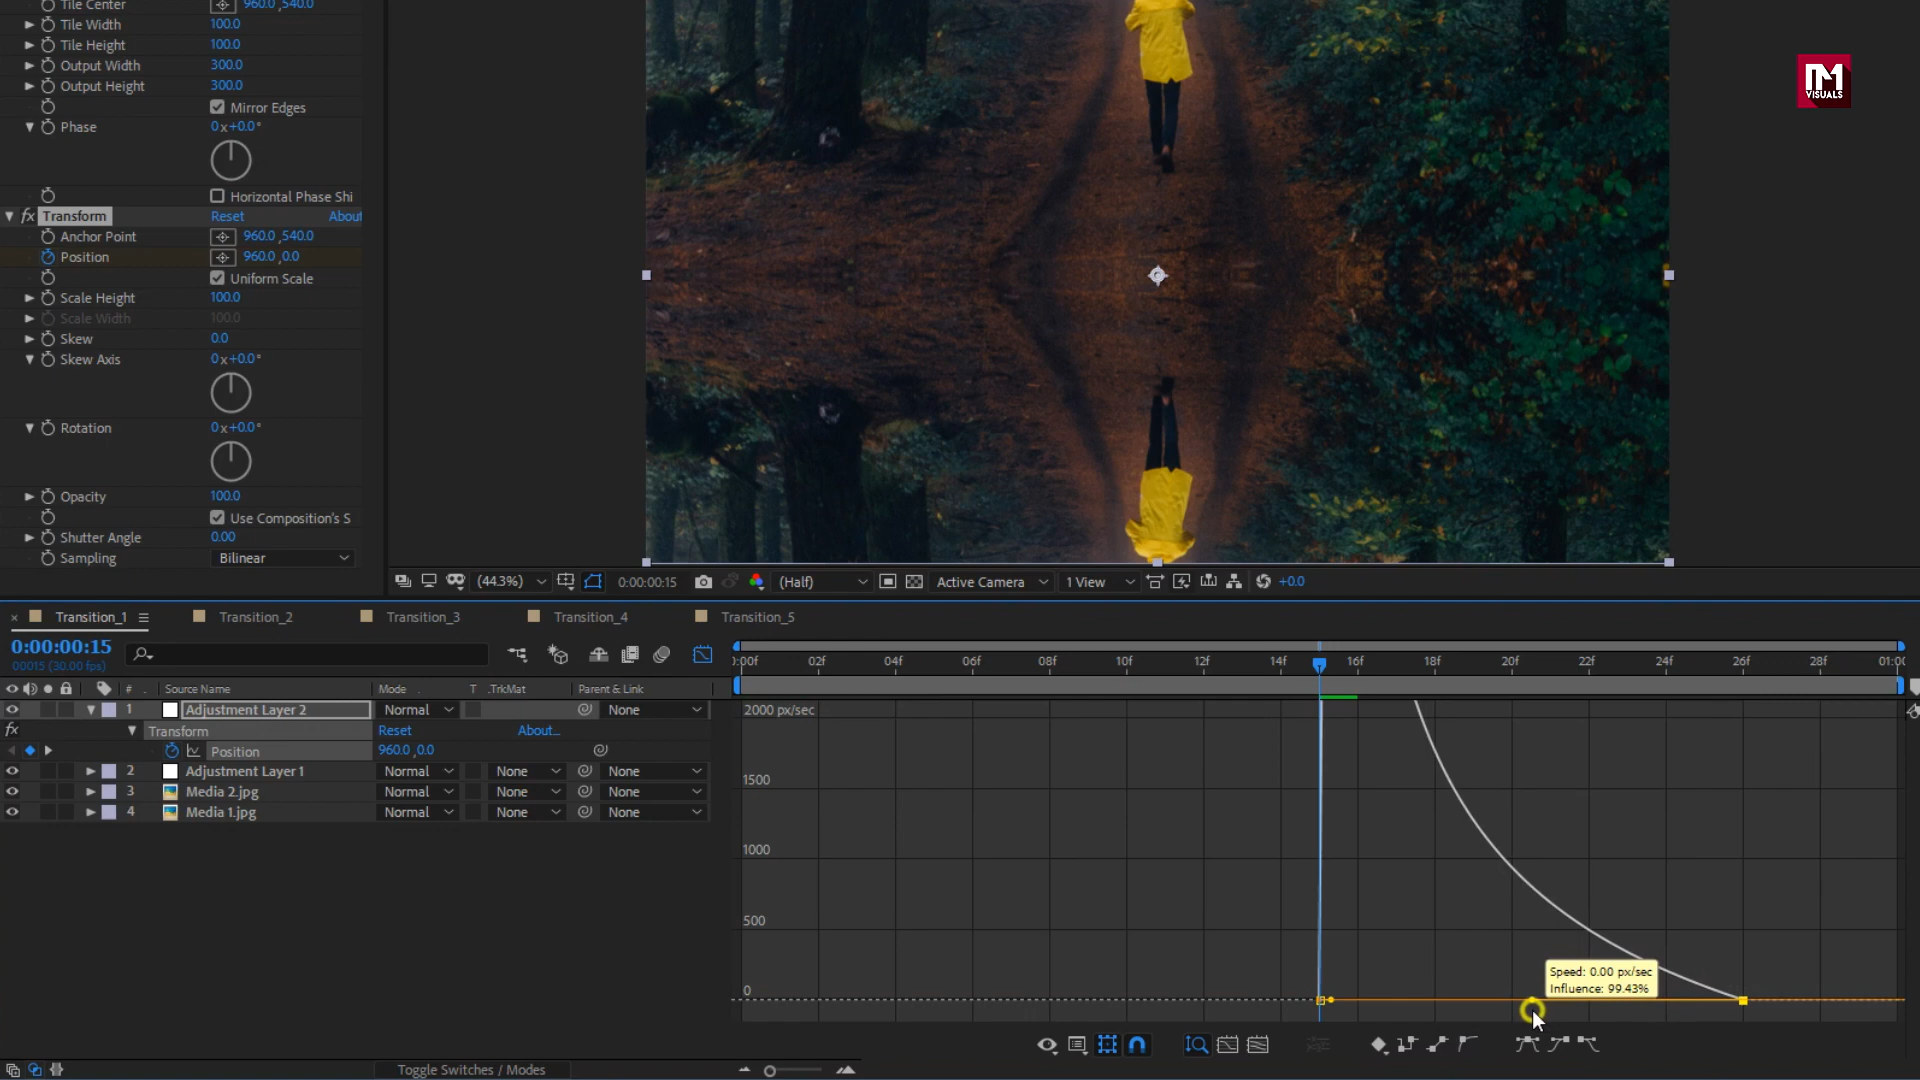 Tile Center 960.0 ,540.0
Tile Width 100.0
Tile Height 100.0
Output Width 300.0
Output Height 300.0
Mirror Edges
Phase 0 x +0.0 °
Horizontal Phase Shi
fx Transform Reset About
Anchor Point 960.0 ,540.0
Position 960.0 ,0.0
Uniform Scale
Scale Height 100.0
Scale Width 100.0
Skew 0.0
Skew Axis 0 x +0.0 °
Rotation 0 x +0.0 °
Opacity 100.0
Use Composition's S
Shutter Angle 0.00
Sampling Bilinear
M
VISUALS
(44.3%) 0:00:00:15 (Half) Active Camera 1 View +0.0
× Transition_1 Transition_2 Transition_3 Transition_4 Transition_5
0:00:00:15
00015 (30.00 fps)
# . Source Name Mode . T .TrkMat Parent & Link
1 Adjustment Layer 2 Normal None
fx Transform Reset About...
Position 960.0 ,0.0
2 Adjustment Layer 1 Normal None None
3 Media 2.jpg Normal None None
4 Media 1.jpg Normal None None
):00f 02f 04f 06f 08f 10f 12f 14f 16f 18f 20f 22f 24f 26f 28f 01:0
2000 px/sec
1500
1000
500
0
Speed: 0.00 px/sec
Influence: 99.43%
Toggle Switches / Modes